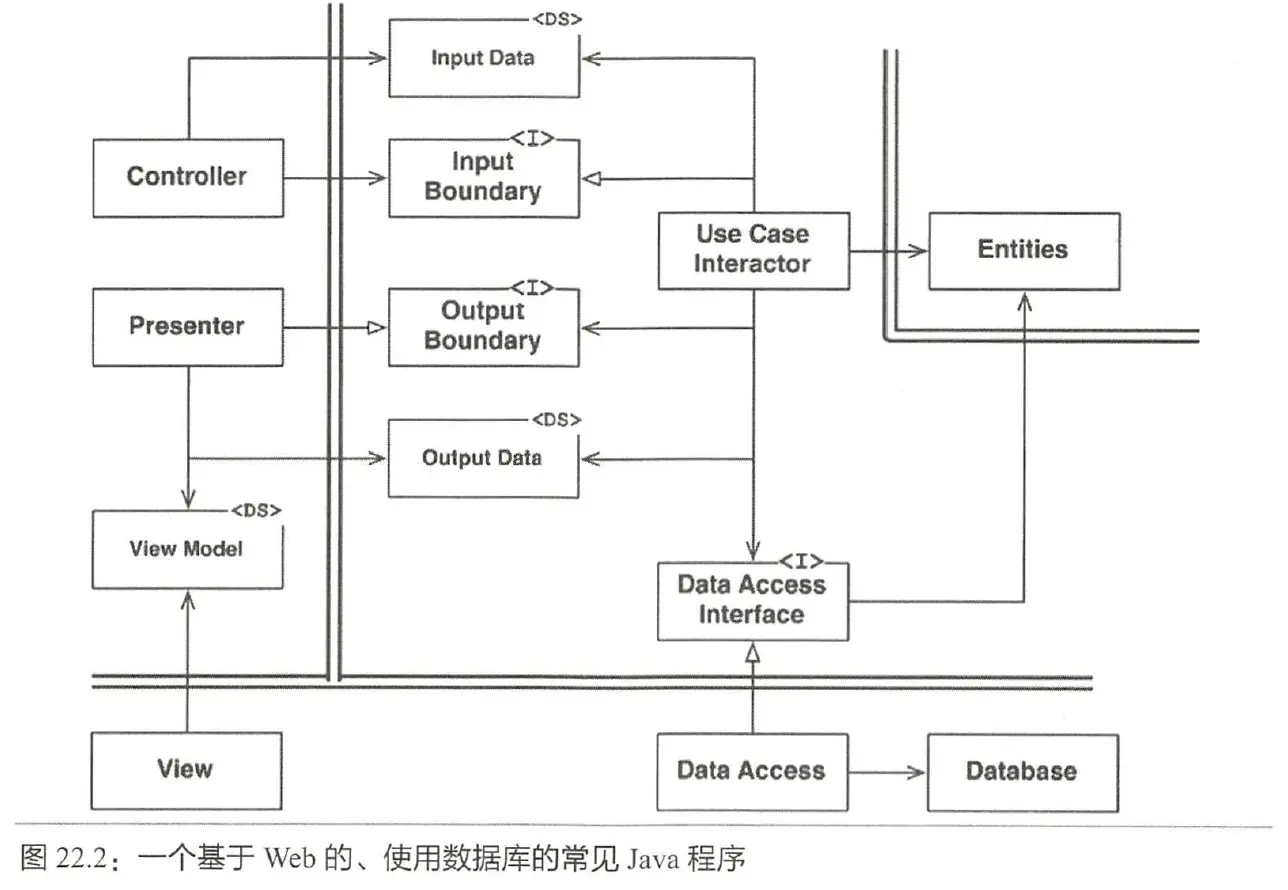 <DS>
Input Data
<I>
Controller
Input
Boundary
Use Case
Interactor
Entities
<I>
Presenter
Output
Boundary
<DS>
Output Data
<DS>
View Model
<I>
Data Access
Interface
View
Data Access
Database
图 22.2：一个基于 Web 的、使用数据库的常见 Java 程序